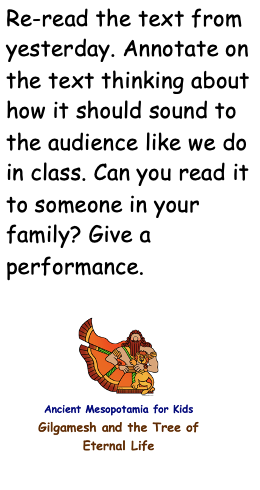 Re-read the text from
yesterday. Annotate on
the text thinking about
how it should sound to
the audience like we do
in class. Can you read it
to someone in your
family? Give a
performance.
Ancient Mesopotamia for Kids
Gilgamesh and the Tree of
Eternal Life